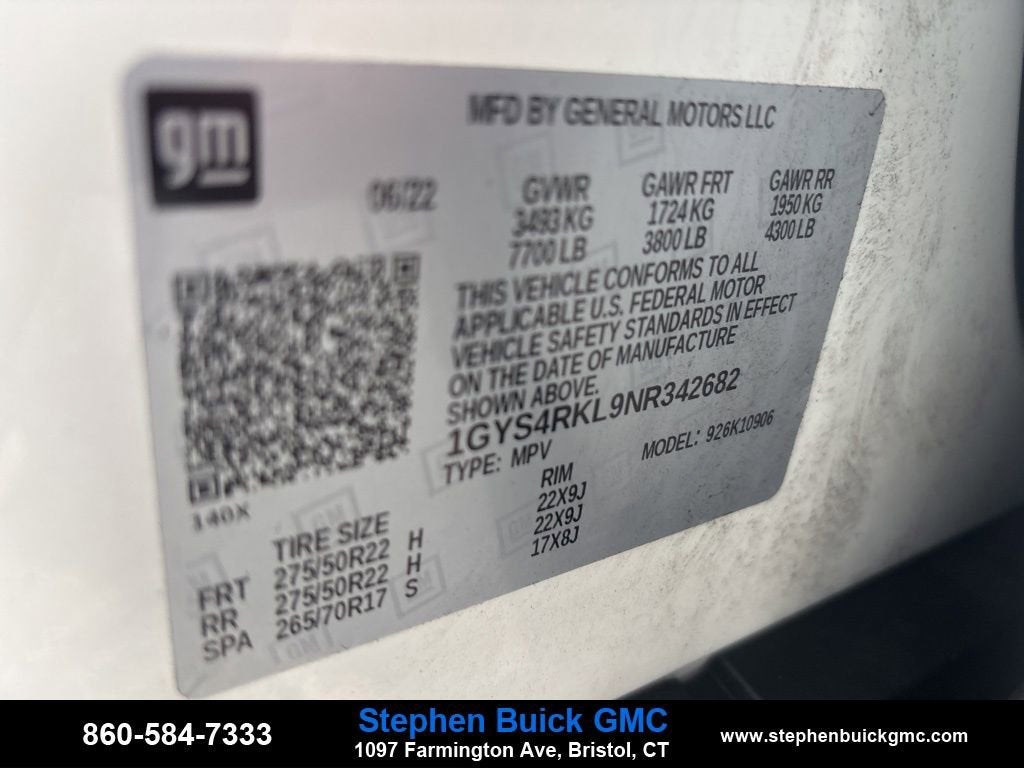 gm
MFD BY GENERAL MOTORS LLC
06/22 GVWR GAWR FRT GAWR RR
3493 KG 1724 KG 1950 KG
7700 LB 3800 LB 4300 LB
THIS VEHICLE CONFORMS TO ALL
APPLICABLE U.S. FEDERAL MOTOR
VEHICLE SAFETY STANDARDS IN EFFECT
ON THE DATE OF MANUFACTURE
SHOWN ABOVE.
1GYS4RKL9NR342682
TYPE: MPV MODEL: 926K10906
140X
TIRE SIZE RIM
FRT 275/50R22 H 22X9J
RR 275/50R22 H 22X9J
SPA 265/70R17 S 17X8J
860-584-7333
Stephen Buick GMC
1097 Farmington Ave, Bristol, CT
www.stephenbuickgmc.com